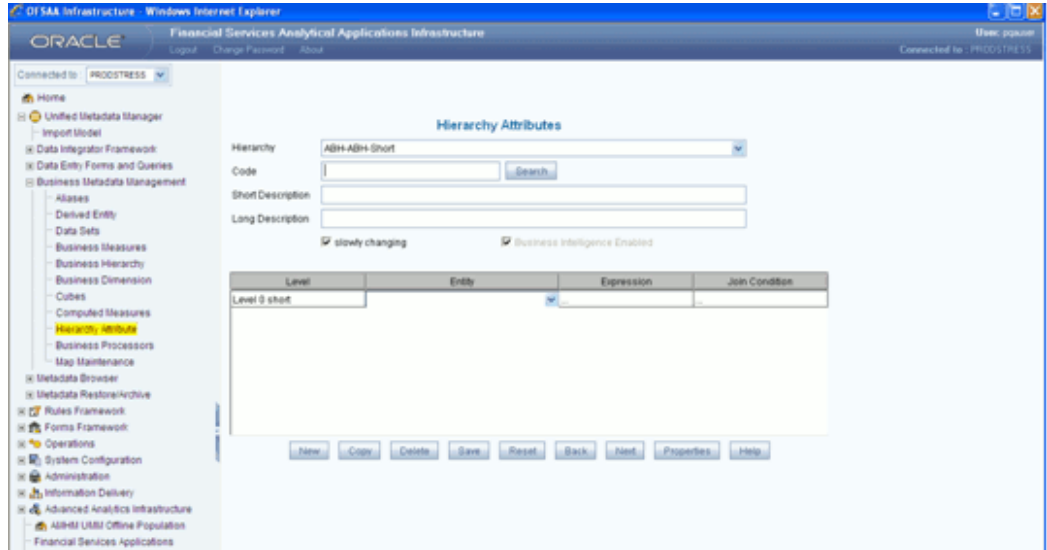 OFSAA Infrastructure - Windows Internet Explorer
ORACLE
Financial Services Analytical Applications Infrastructure
User: pqauser
Logout Change Password About
Connected to : PRODSTRESS
Connected to PRODSTRESS
Home
Unified Metadata Manager
Import Model
Data Integrator Framework
Data Entry Forms and Queries
Business Metadata Management
Aliases
Derived Entity
Data Sets
Business Measures
Business Hierarchy
Business Dimension
Cubes
Computed Measures
Hierarchy Attribute
Business Processors
Map Maintenance
Metadata Browser
Metadata Restore/Archive
Rules Framework
Forms Framework
Operations
System Configuration
Administration
Information Delivery
Advanced Analytics Infrastructure
UMM Offline Population
Financial Services Applications
Hierarchy Attributes
Hierarchy ABH-ABH-Short
Code Search
Short Description
Long Description
slowly changing Business Intelligence Enabled
Level Entity Expression Join Condition
Level 0 short ... ...
New Copy Delete Save Reset Back Next Properties Help